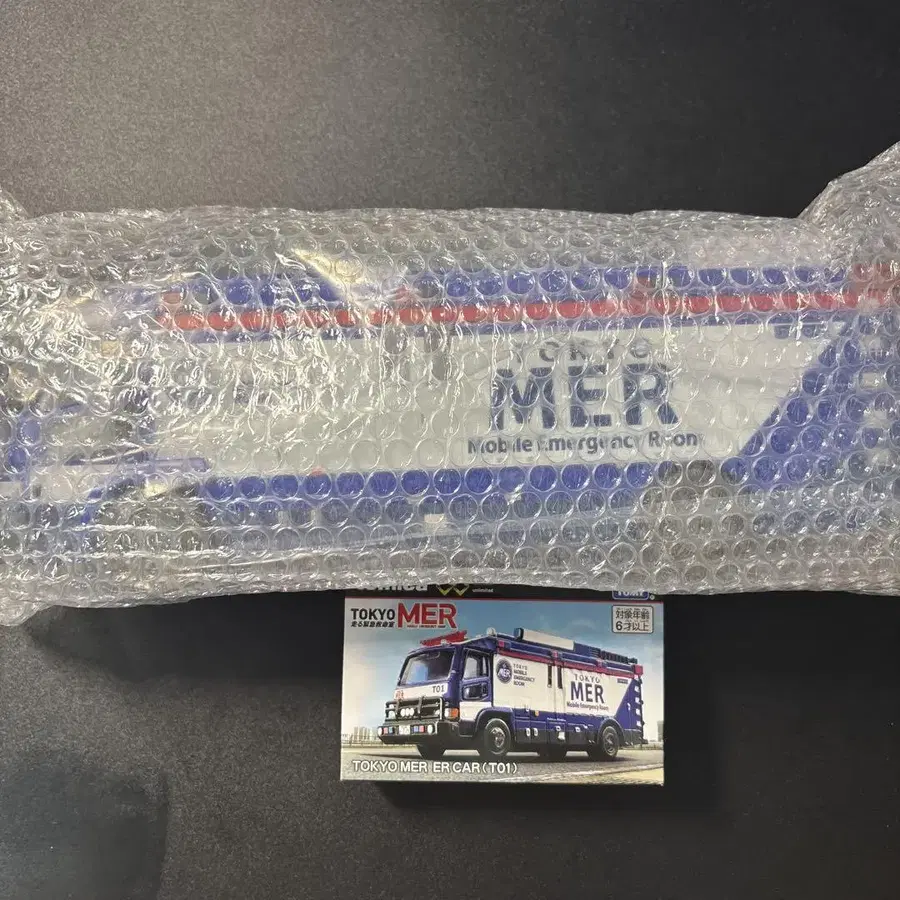 TOKYO
MER
Mobile Emergency Room
unlimited
TOMY
TOKYO MER
走る緊急救命室
対象年齢
6才以上
T01
MER
TOKYO
MOBILE
EMERGENCY
ROOM
TOKYO
MER
Mobile Emergency Room
TOKYO MER ER CAR (T01)